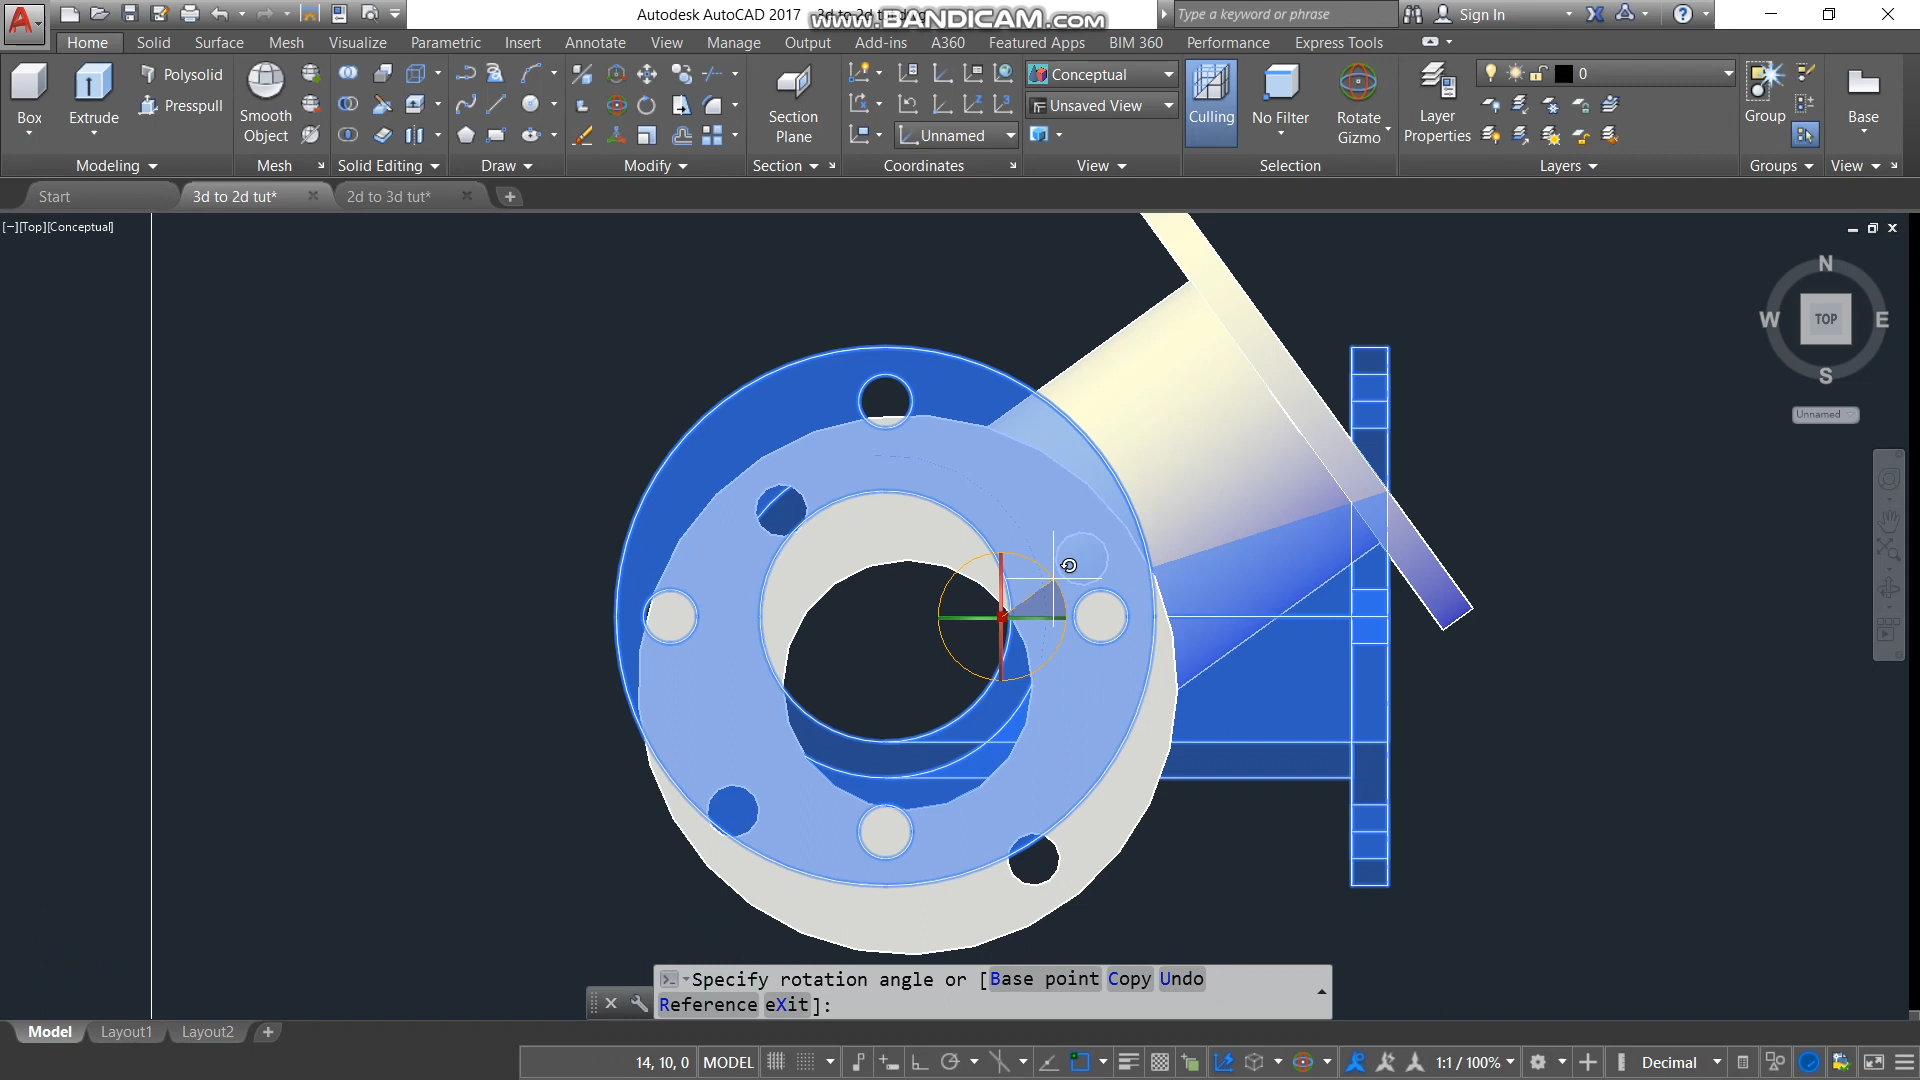 Autodesk AutoCAD 2017
www.BANDICAM.com
Type a keyword or phrase
Sign In
Home Solid Surface Mesh Visualize Parametric Insert Annotate View Manage Output Add-ins A360 Featured Apps BIM 360 Performance Express Tools
Box
Extrude
Polysolid
Presspull
Smooth
Object
Section
Plane
Unnamed
Conceptual
Unsaved View
Culling
No Filter
Rotate
Gizmo
Layer
Properties
0
Group
Base
Modeling Mesh Solid Editing Draw Modify Section Coordinates View Selection Layers Groups View
Start 3d to 2d tut* 2d to 3d tut*
[−][Top][Conceptual]
N
W TOP E
S
Unnamed
Specify rotation angle or [Base point Copy Undo
Reference eXit]:
Model Layout1 Layout2
14, 10, 0 MODEL 1:1 / 100% Decimal